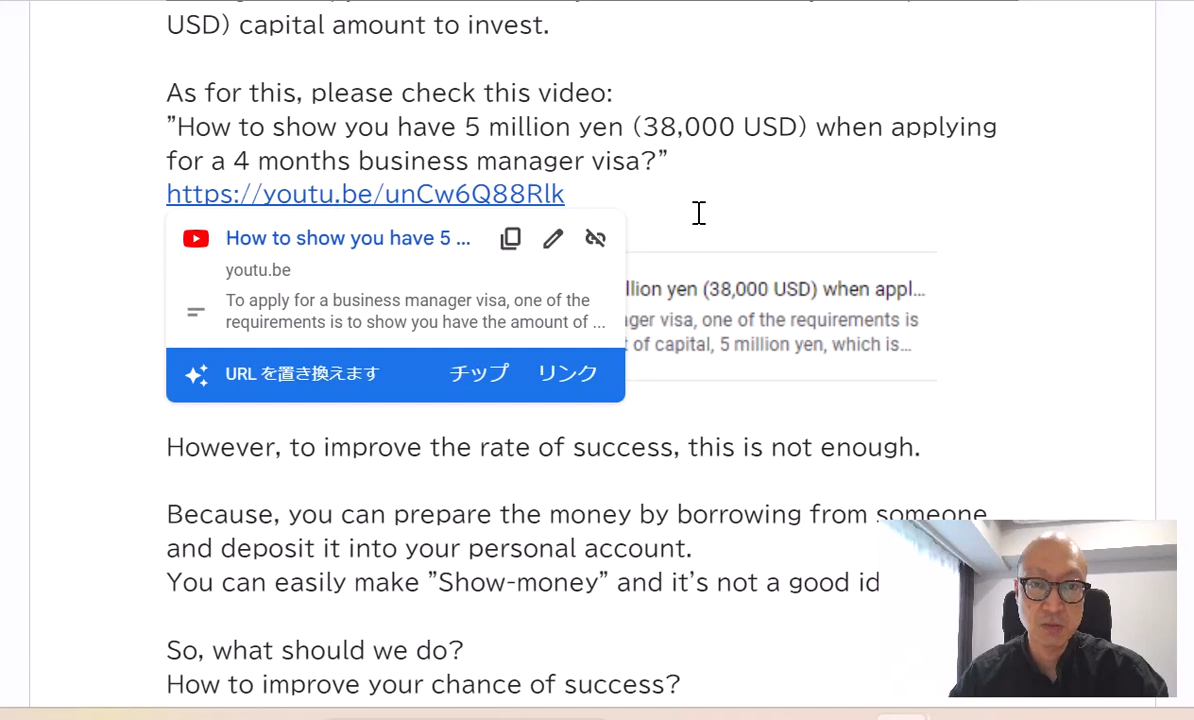 USD) capital amount to invest.
As for this, please check this video:
”How to show you have 5 million yen (38,000 USD) when applying
for a 4 months business manager visa?”
https://youtu.be/unCw6Q88Rlk
How to show you have 5 ...
youtu.be
To apply for a business manager visa, one of the
requirements is to show you have the amount of ...
llion yen (38,000 USD) when appl...
ager visa, one of the requirements is
of capital, 5 million yen, which is...
URL を置き換えます チップ リンク
However, to improve the rate of success, this is not enough.
Because, you can prepare the money by borrowing from someone
and deposit it into your personal account.
You can easily make ”Show-money” and it’s not a good id
So, what should we do?
How to improve your chance of success?